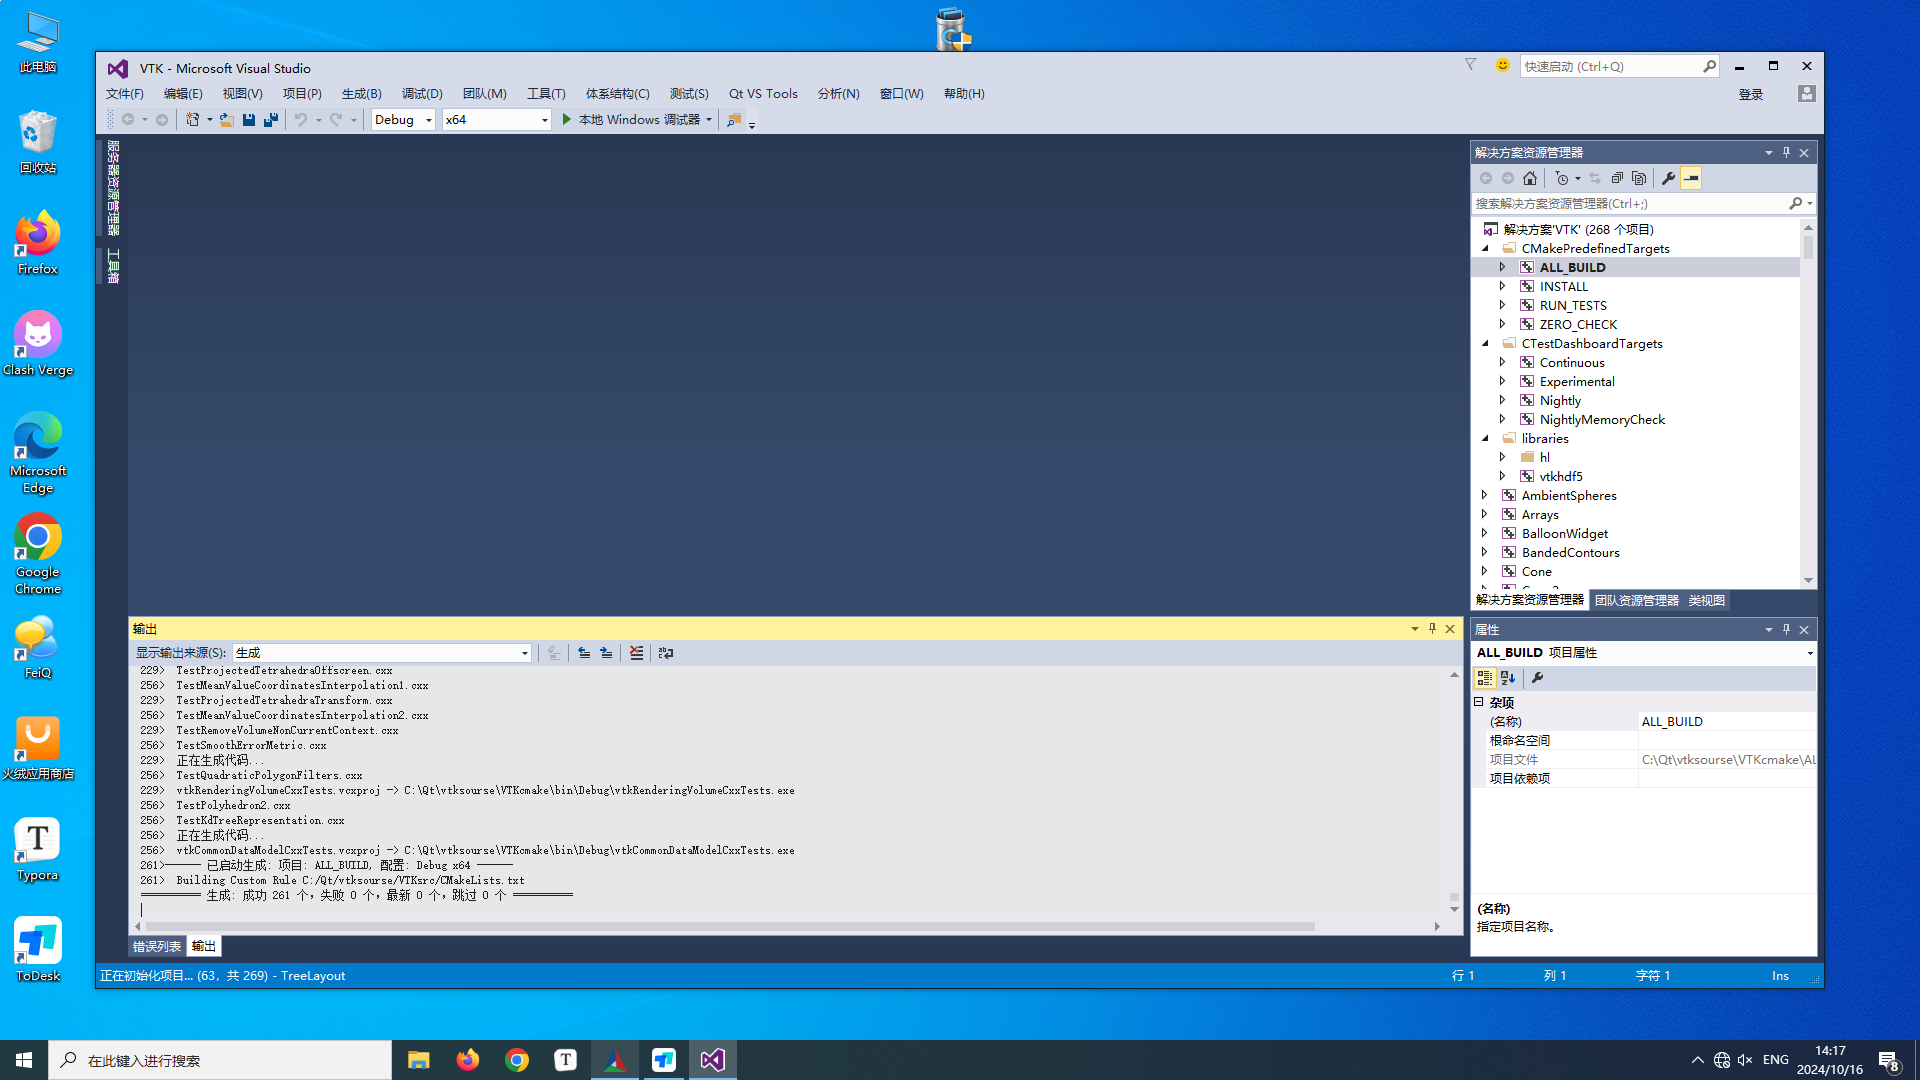 此电脑
回收站
Firefox
Clash Verge
Microsoft
Edge
Google
Chrome
FeiQ
火绒应用商店
Typora
ToDesk
VTK - Microsoft Visual Studio
快速启动 (Ctrl+Q)
文件(F) 编辑(E) 视图(V) 项目(P) 生成(B) 调试(D) 团队(M) 工具(T) 体系结构(C) 测试(S) Qt VS Tools 分析(N) 窗口(W) 帮助(H) 登录
Debug x64 本地 Windows 调试器
服务器资源管理器
工具箱
解决方案资源管理器
搜索解决方案资源管理器(Ctrl+;)
解决方案'VTK' (268 个项目)
CMakePredefinedTargets
ALL_BUILD
INSTALL
RUN_TESTS
ZERO_CHECK
CTestDashboardTargets
Continuous
Experimental
Nightly
NightlyMemoryCheck
libraries
hl
vtkhdf5
AmbientSpheres
Arrays
BalloonWidget
BandedContours
Cone
解决方案资源管理器 团队资源管理器 类视图
输出
显示输出来源(S): 生成
229> TestProjectedTetrahedraOffscreen.cxx
256> TestMeanValueCoordinatesInterpolation1.cxx
229> TestProjectedTetrahedraTransform.cxx
256> TestMeanValueCoordinatesInterpolation2.cxx
229> TestRemoveVolumeNonCurrentContext.cxx
256> TestSmoothErrorMetric.cxx
229> 正在生成代码...
256> TestQuadraticPolygonFilters.cxx
229> vtkRenderingVolumeCxxTests.vcxproj -> C:\Qt\vtksourse\VTKcmake\bin\Debug\vtkRenderingVolumeCxxTests.exe
256> TestPolyhedron2.cxx
256> TestKdTreeRepresentation.cxx
256> 正在生成代码...
256> vtkCommonDataModelCxxTests.vcxproj -> C:\Qt\vtksourse\VTKcmake\bin\Debug\vtkCommonDataModelCxxTests.exe
261>------ 已启动生成: 项目: ALL_BUILD, 配置: Debug x64 ------
261> Building Custom Rule C:/Qt/vtksourse/VTKsrc/CMakeLists.txt
========== 生成: 成功 261 个，失败 0 个，最新 0 个，跳过 0 个 ==========
错误列表 输出
属性
ALL_BUILD 项目属性
杂项
(名称) ALL_BUILD
根命名空间
项目文件 C:\Qt\vtksourse\VTKcmake\AL
项目依赖项
(名称)
指定项目名称。
正在初始化项目... (63，共 269) - TreeLayout 行 1 列 1 字符 1 Ins
在此键入进行搜索
ENG
14:17
2024/10/16
8